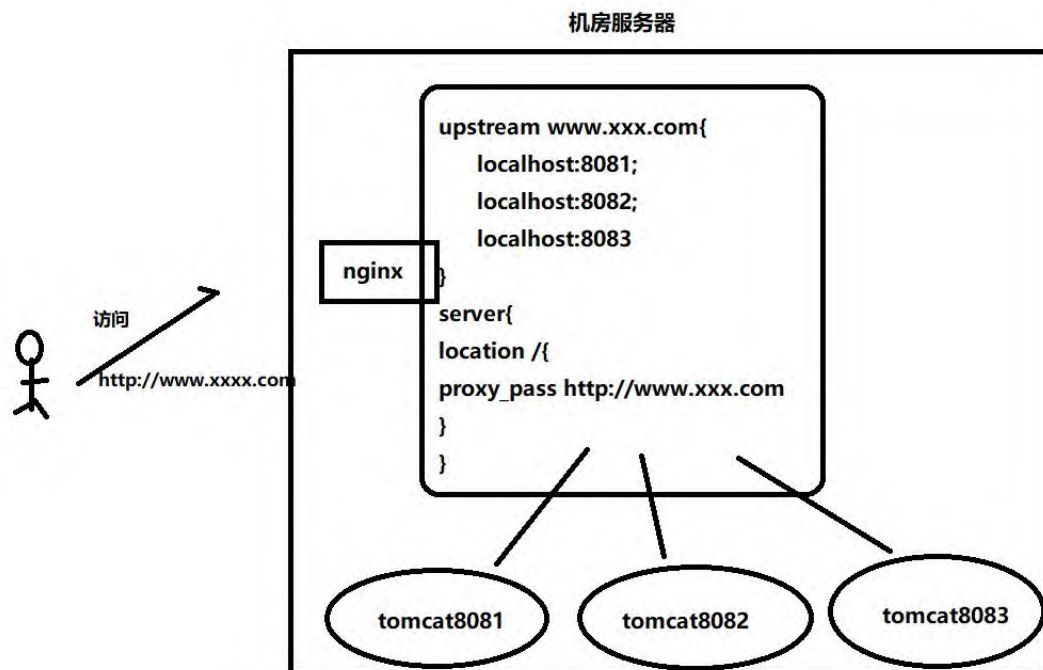 机房服务器
upstream www.xxx.com{
localhost:8081;
localhost:8082;
localhost:8083
nginx
}
server{
访问
location /{
http://www.xxxx.com
proxy_pass http://www.xxx.com
}
}
tomcat8081
tomcat8082
tomcat8083